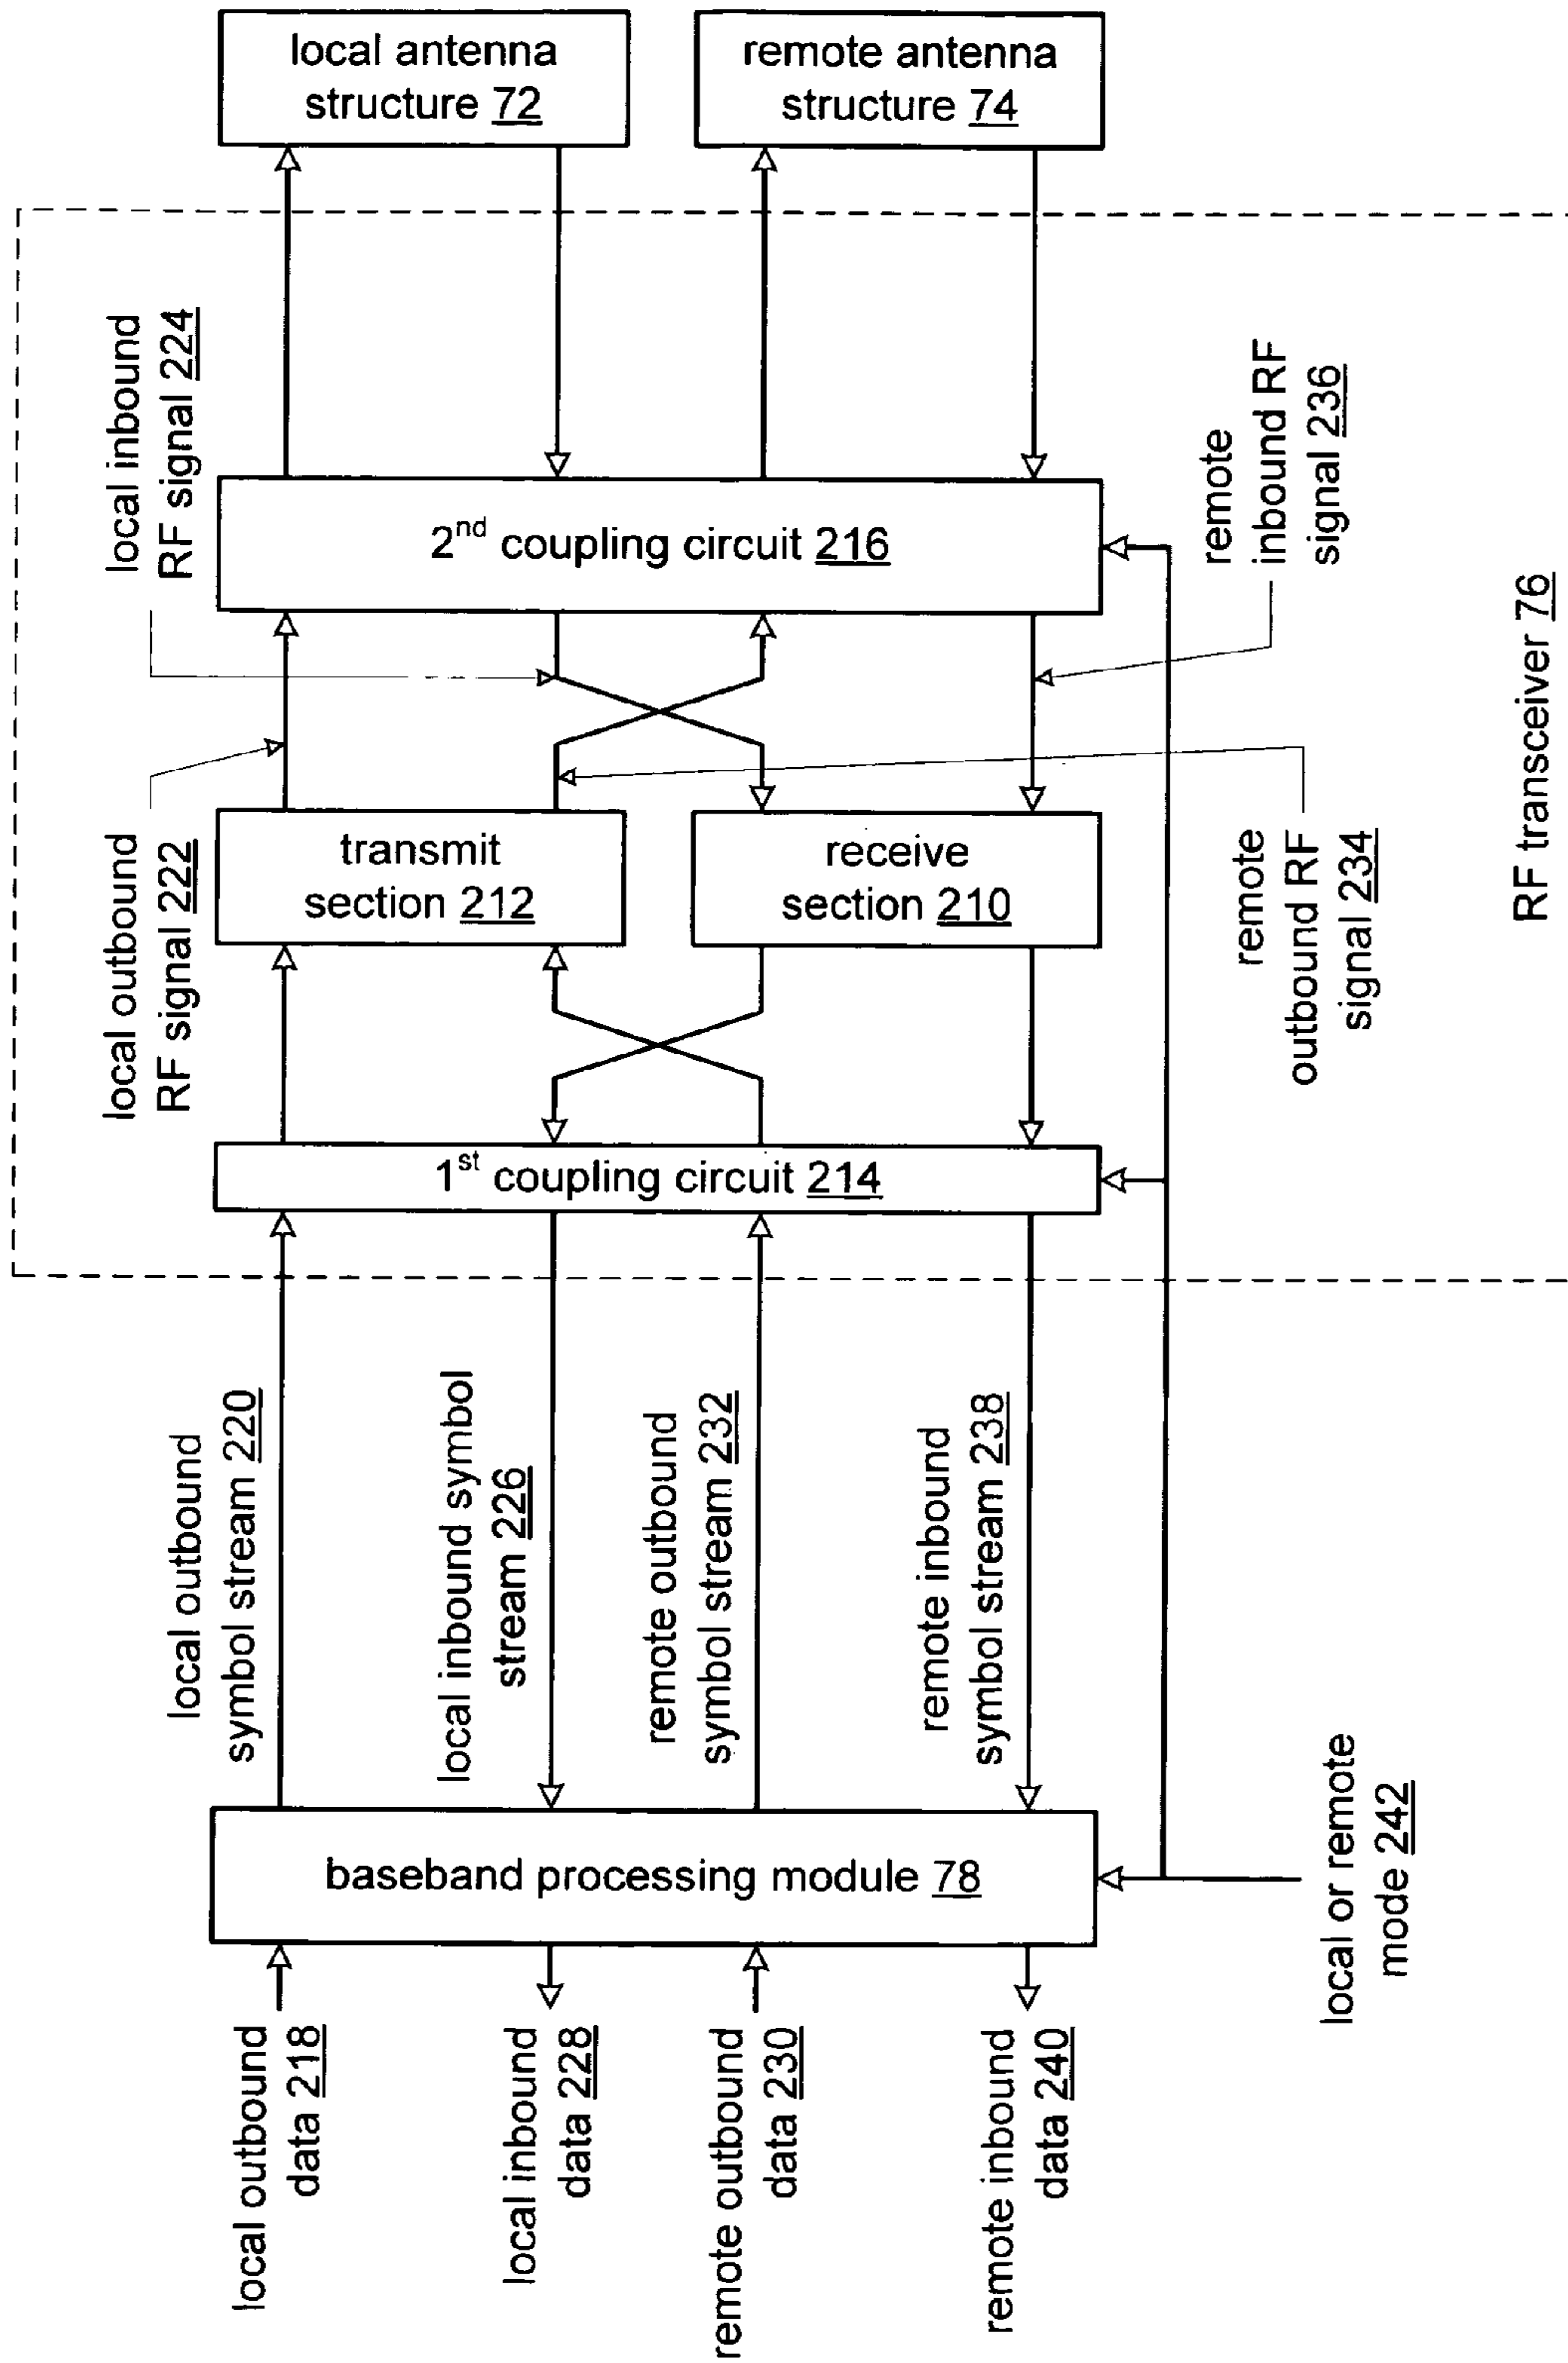 local antenna
structure 72
remote antenna
structure 74
local inbound
RF signal 224
remote
inbound RF
signal 236
2nd coupling circuit 216
local outbound
RF signal 222
transmit
section 212
receive
section 210
remote
outbound RF
signal 234
RF transceiver 76
1st coupling circuit 214
local outbound
symbol stream 220
local inbound symbol
stream 226
remote outbound
symbol stream 232
remote inbound
symbol stream 238
baseband processing module 78
local or remote
mode 242
local outbound
data 218
local inbound
data 228
remote outbound
data 230
remote inbound
data 240